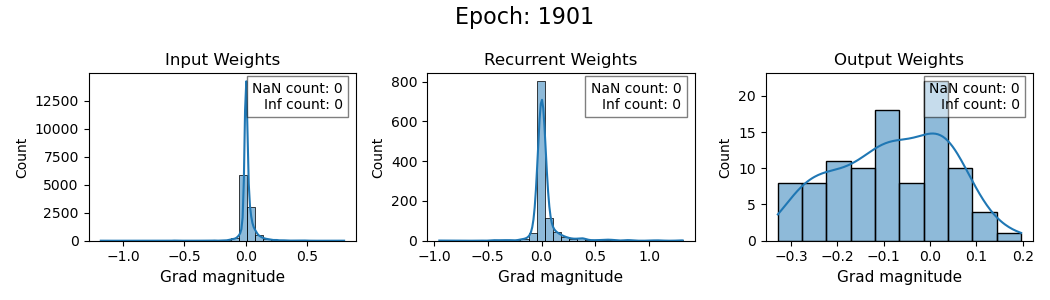 Epoch: 1901
Input Weights
NaN count: 0
Inf count: 0
Count
12500
10000
7500
5000
2500
0
−1.0
−0.5
0.0
0.5
Grad magnitude
Recurrent Weights
NaN count: 0
Inf count: 0
Count
800
600
400
200
0
−1.0
−0.5
0.0
0.5
1.0
Grad magnitude
Output Weights
NaN count: 0
Inf count: 0
Count
20
15
10
5
0
−0.3
−0.2
−0.1
0.0
0.1
0.2
Grad magnitude